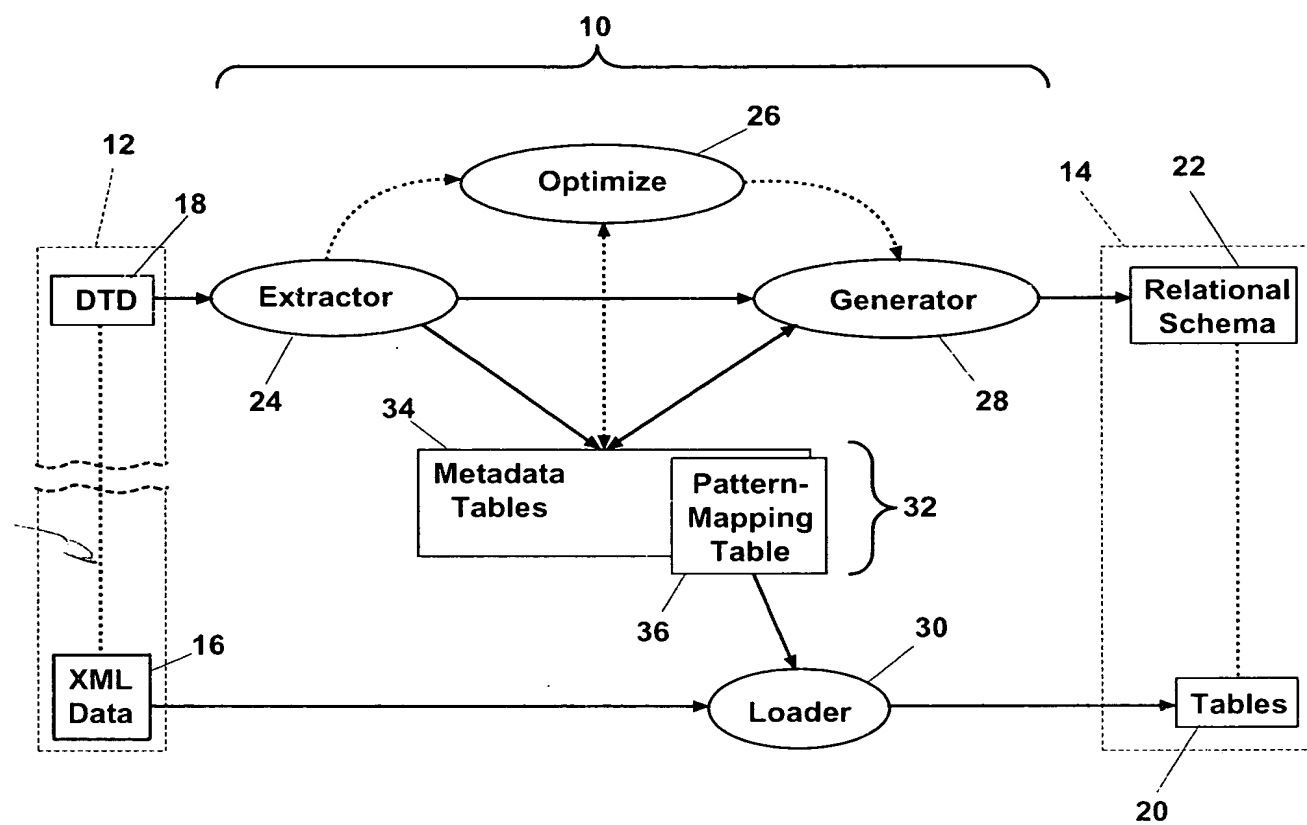 10
26
12
Optimize
22
14
18
DTD
Extractor
Generator
Relational
Schema
24
28
34
Metadata
Tables
Pattern-
Mapping
Table
32
36
30
16
XML
Data
Loader
Tables
20